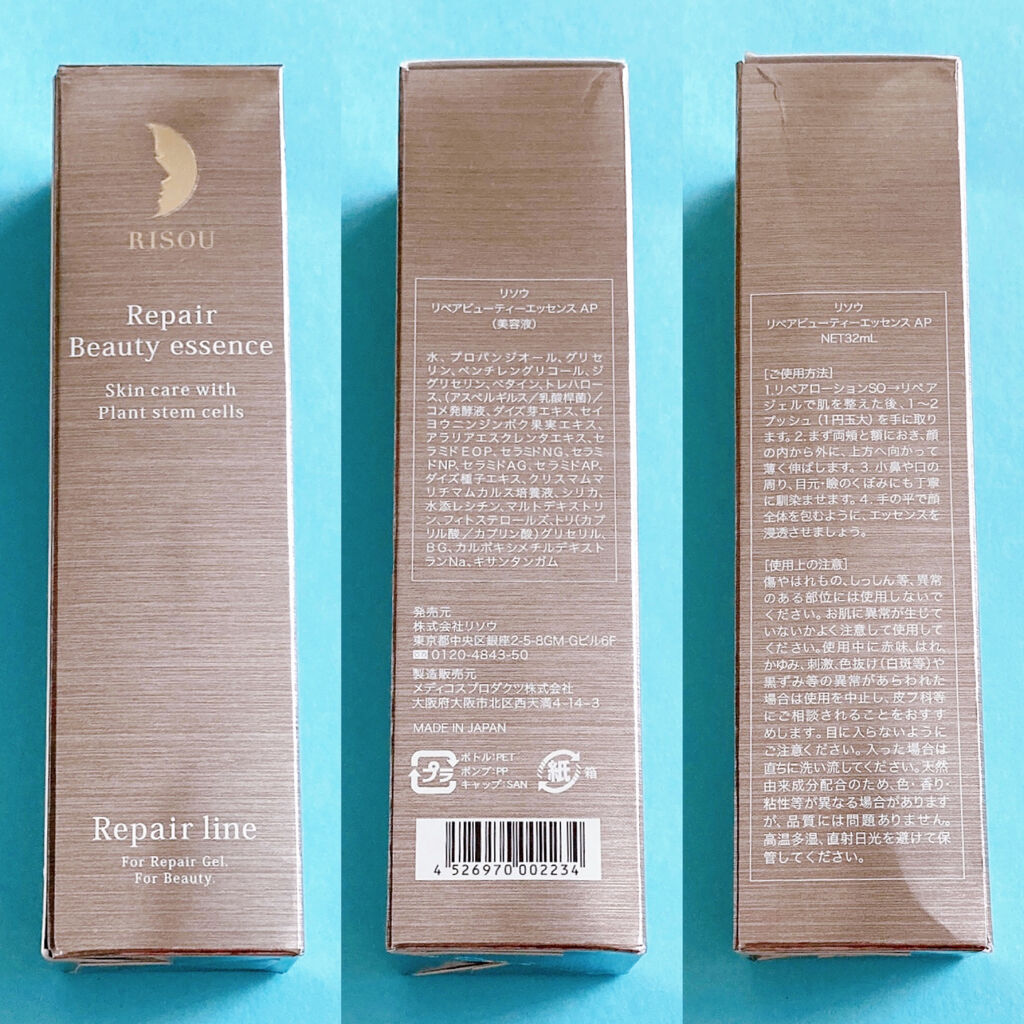 RISOU
Repair
Beauty essence
Skin care with
Plant stem cells
Repair line
For Repair Gel.
For Beauty.
リソウ
リペアビューティーエッセンス AP
(美容液)
水、プロパンジオール、グリセ
リン、ペンチレングリコール、ジ
グリセリン、ベタイン、トレハロー
ス、(アスペルギルス/乳酸桿菌)/
コメ発酵液、ダイズ芽エキス、セイ
ヨウニンジンボク果実エキス、
アラリアエスクレンタエキス、セ
ラミドEOP、セラミドNG、セラミ
ドNP、セラミドAG、セラミドAP、
ダイズ種子エキス、クリスマムマ
リチマムカルス培養液、シリカ、
水添レシチン、マルトデキストリ
ン、フィトステロールズ、トリ(カプ
リル酸/カプリン酸)グリセリル、
BG、カルボキシメチルデキスト
ランNa、キサンタンガム
発売元
株式会社リソウ
東京都中央区銀座2-5-8GM-Gビル6F
0120-4843-50
製造販売元
メディコスプロダクツ株式会社
大阪府大阪市北区西天満4-14-3
MADE IN JAPAN
プラ
ボトル:PET
ポンプ:PP
キャップ:SAN
紙
箱
4 526970 002234
リソウ
リペアビューティーエッセンス AP
NET32mL
[ご使用方法]
1.リペアローションSO→リペア
ジェルで肌を整えた後、1〜2
プッシュ(1円玉大)を手に取り
ます。2.まず両頬と額におき、顔
の内から外に、上方へ向かって
薄く伸ばします。3.小鼻や口の
周り、目元・瞼のくぼみにも丁寧
に馴染ませます。4.手の平で顔
全体を包むように、エッセンスを
浸透させましょう。
[使用上の注意]
傷やはれもの、しっしん等、異常
のある部位には使用しないで
ください。お肌に異常が生じて
いないかよく注意して使用して
ください。使用中に赤味、はれ、
かゆみ、刺激、色抜け(白斑等)や
黒ずみ等の異常があらわれた
場合は使用を中止し、皮フ科等
にご相談されることをおすす
めします。目に入らないように
ご注意ください。入った場合は
直ちに洗い流してください。天然
由来成分配合のため、色・香り・
粘性等が異なる場合があります
が、品質には問題ありません。
高温多湿、直射日光を避けて保
管してください。